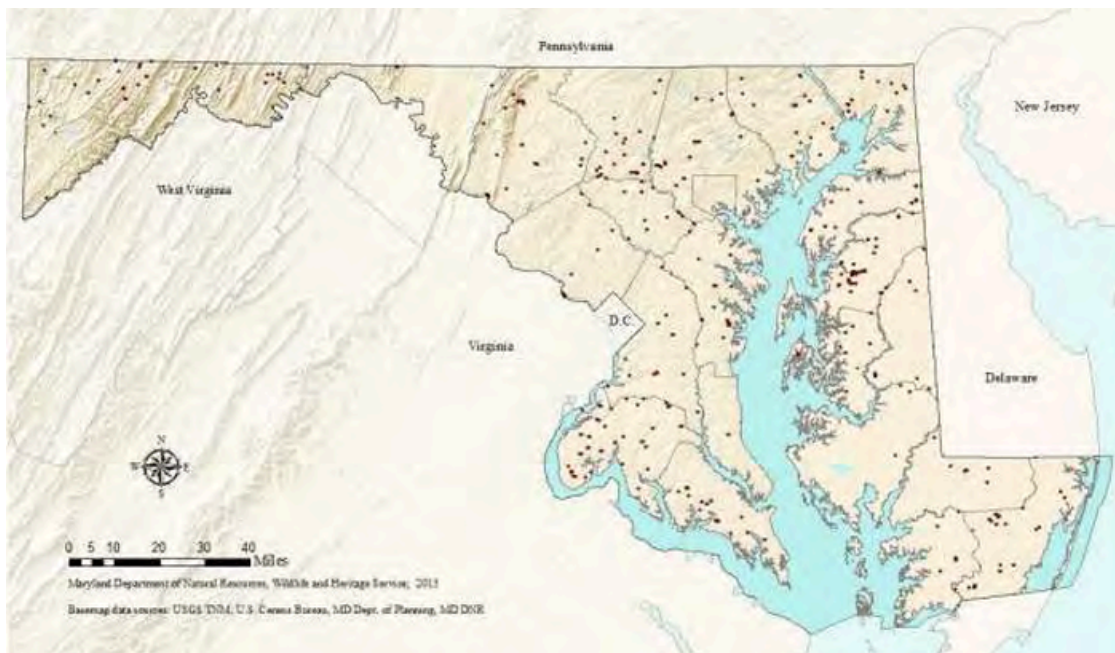 Pennsylvania
New Jersey
West Virginia
D.C.
Virginia
Delaware
N
W E
S
0 5 10 20 30 40
Miles
Maryland Department of Natural Resources, Wildlife and Heritage Service, 2015
Basemap data sources: USGS TNM, U.S. Census Bureau, MD Dept. of Planning, MD DNR